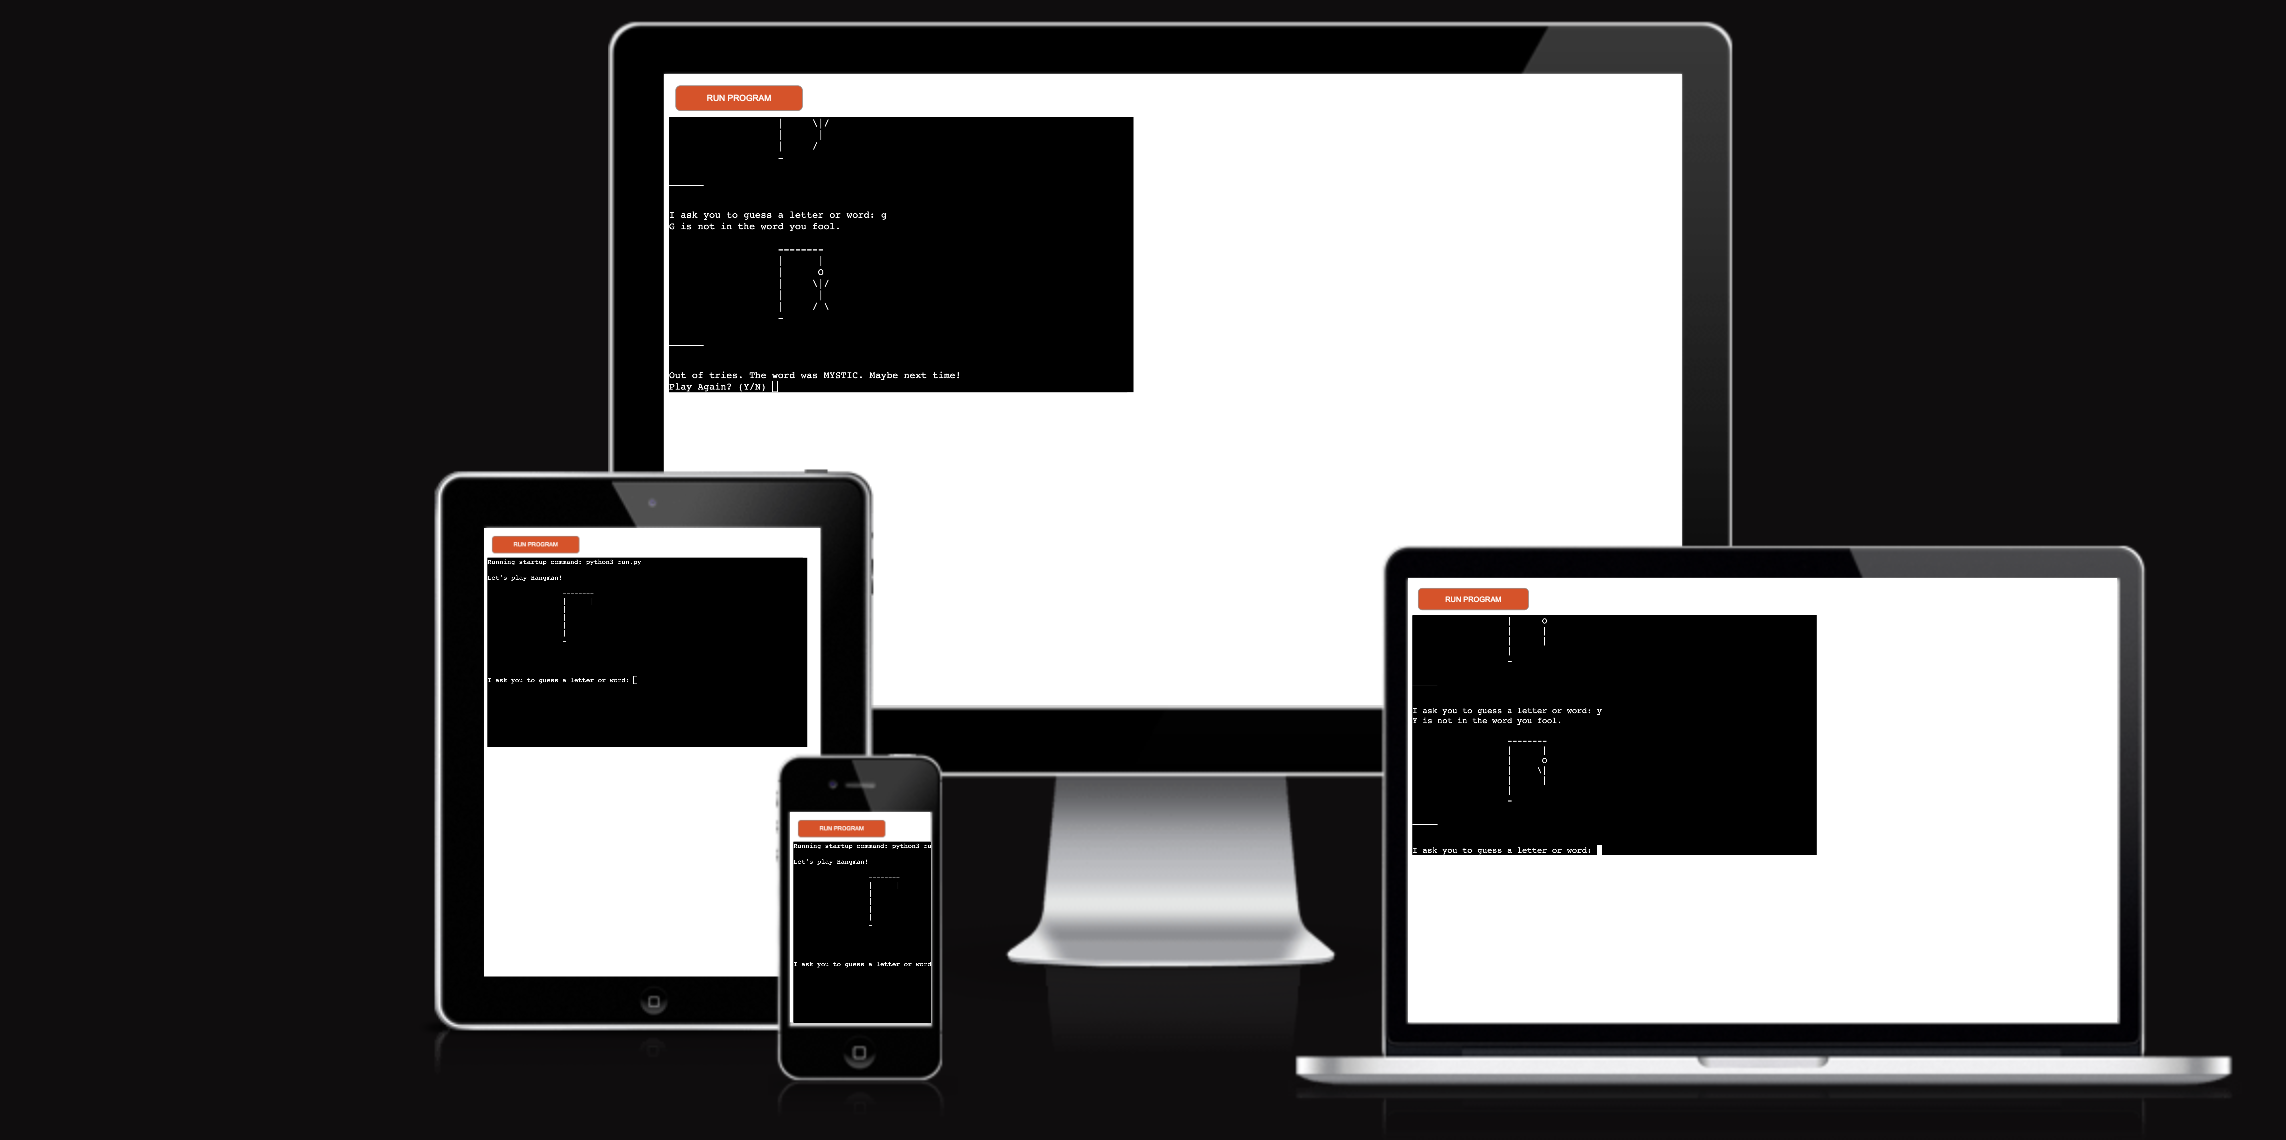 RUN PROGRAM
I ask you to guess a letter or word: g
G is not in the word you fool.
--------
|      |
|      O
|     \|/
|      |
|     / \
-
______
Out of tries. The word was MYSTIC. Maybe next time!
Play Again? (Y/N)
RUN PROGRAM
Running startup command: python3 run.py
Let's play Hangman!
I ask you to guess a letter or word:
RUN PROGRAM
Running startup command: python3 ru
Let's play Hangman!
I ask you to guess a letter or word
RUN PROGRAM
I ask you to guess a letter or word: y
Y is not in the word you fool.
I ask you to guess a letter or word: